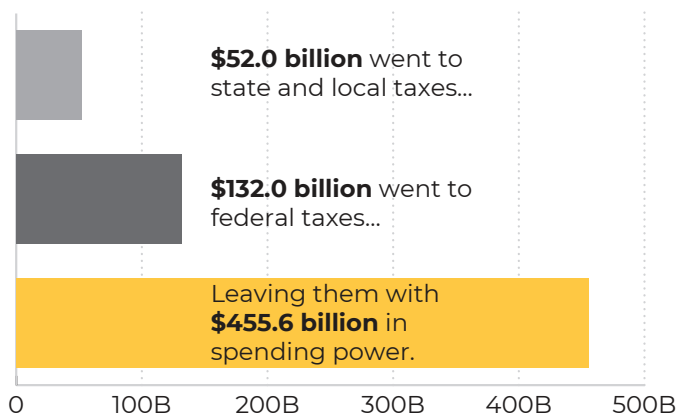 $52.0 billion went to
state and local taxes...
$132.0 billion went to
federal taxes...
Leaving them with
$455.6 billion in
spending power.
0 100B 200B 300B 400B 500B